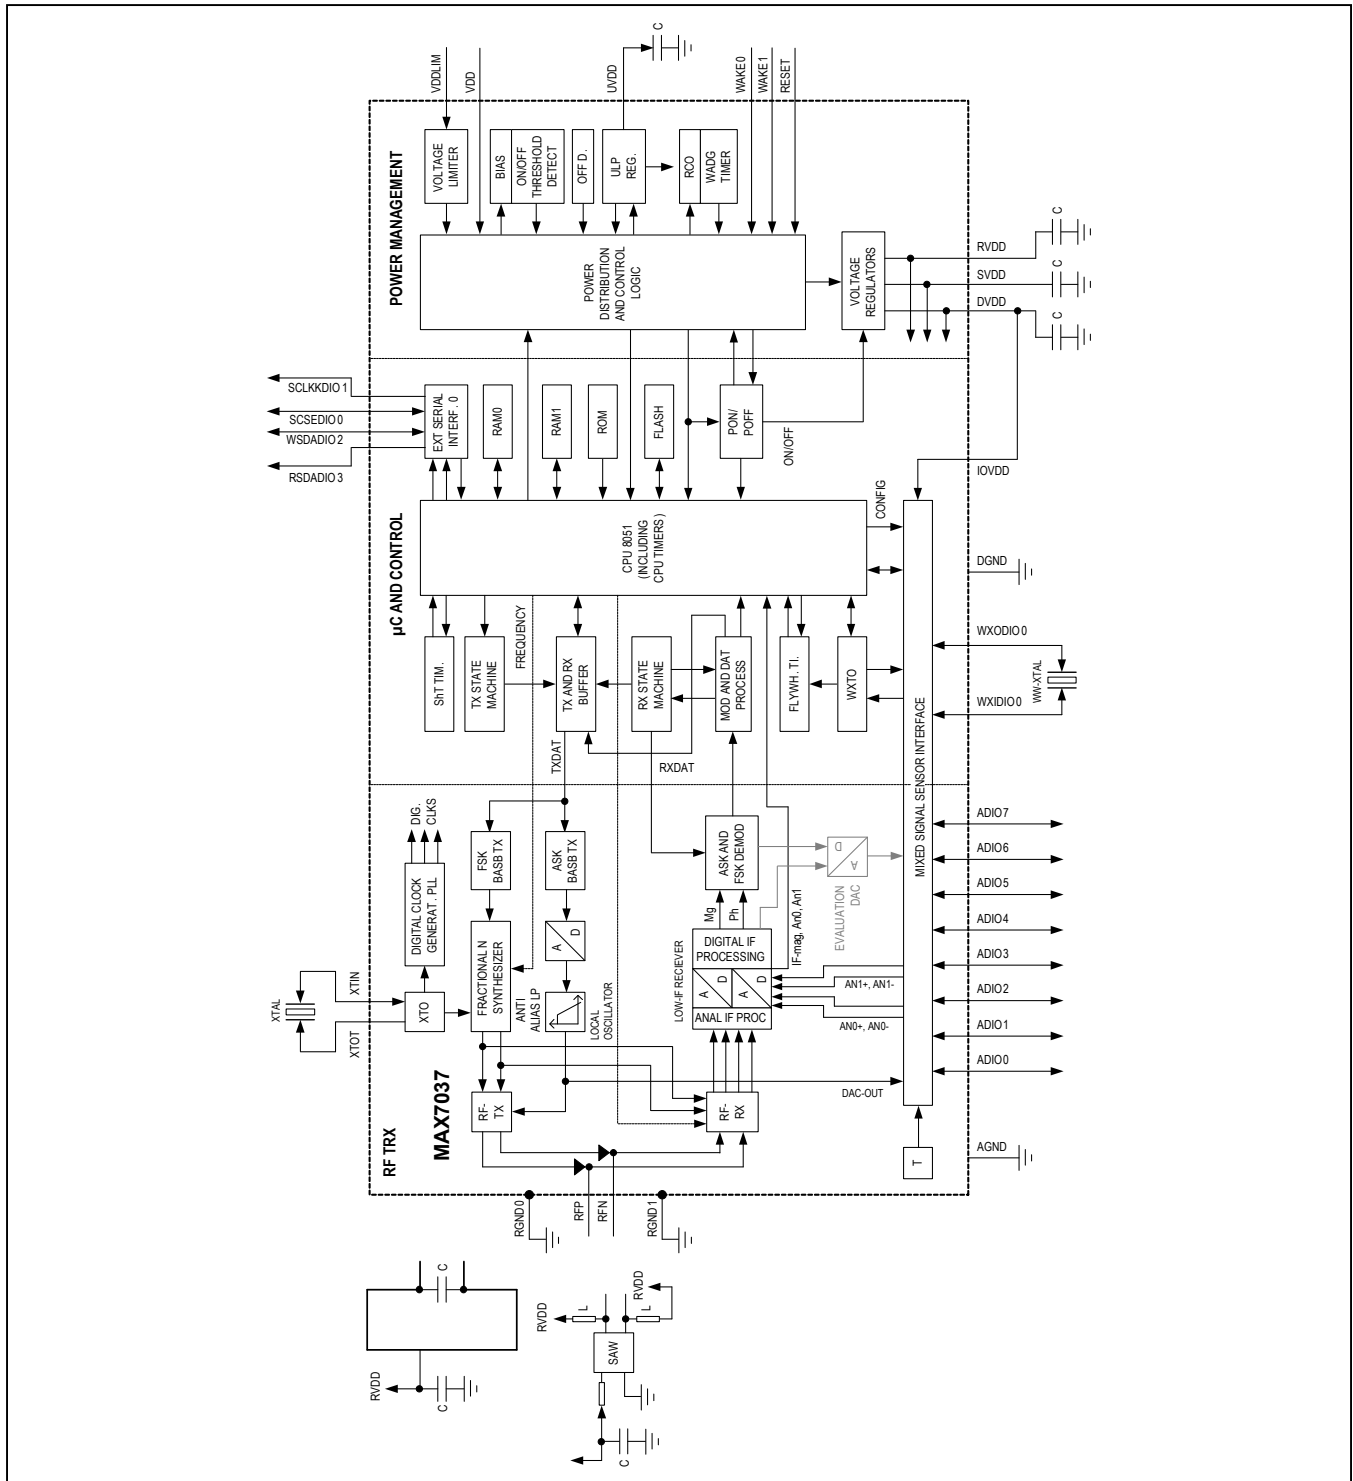 VDDLIM
VDD
UVDD
C
WAKE0
WAKE1
RESET
POWER MANAGEMENT
VOLTAGE
LIMITER
BIAS
ON/OFF
THRESHOLD
DETECT
OFF D.
ULP
REG.
RCO
WADG
TIMER
POWER
DISTRIBUTION
AND CONTROL
LOGIC
VOLTAGE
REGULATORS
RVDD
C
SVDD
C
DVDD
C
SCLKKDIO1
SCSEDIO0
WSDADIO2
RSDADIO3
µC AND CONTROL
EXT SERIAL
INTERF. 0
RAM0
RAM1
ROM
FLASH
PON/
POFF
ON/OFF
IOVDD
CPU 8051
(INCLUDING
CPU TIMERS)
CONFIG
DGND
ShT TIM.
TX STATE
MACHINE
FREQUENCY
TX AND RX
BUFFER
RX STATE
MACHINE
MOD AND DAT
PROCESS
FLYWH. TI.
WXTO
WXODIO0
WW-XTAL
WXIDIO0
TXDAT
RXDAT
MIXED SIGNAL SENSOR INTERFACE
DIG.
CLKS
DIGITAL CLOCK
GENERAT. PLL
FSK
BASB TX
ASK
BASB TX
ASK AND
FSK DEMOD
D
A
EVALUATION
DAC
Mg
Ph
IF-mag, An0, An1
XTAL
XTIN
XTOT
XTO
FRACTIONAL N
SYNTHESIZER
A
D
ANTI
ALIAS LP
LOCAL
OSCILLATOR
LOW-IF RECIEVER
DIGITAL IF
PROCESSING
A
D
A
D
ANAL IF PROC
AN1+, AN1-
AN0+, AN0-
DAC-OUT
ADIO7
ADIO6
ADIO5
ADIO4
ADIO3
ADIO2
ADIO1
ADIO0
RF TRX
MAX7037
RF-
TX
RF-
RX
T
AGND
RGND0
RFP
RFN
RGND1
C
RVDD
C
RVDD
L
RVDD
L
SAW
C